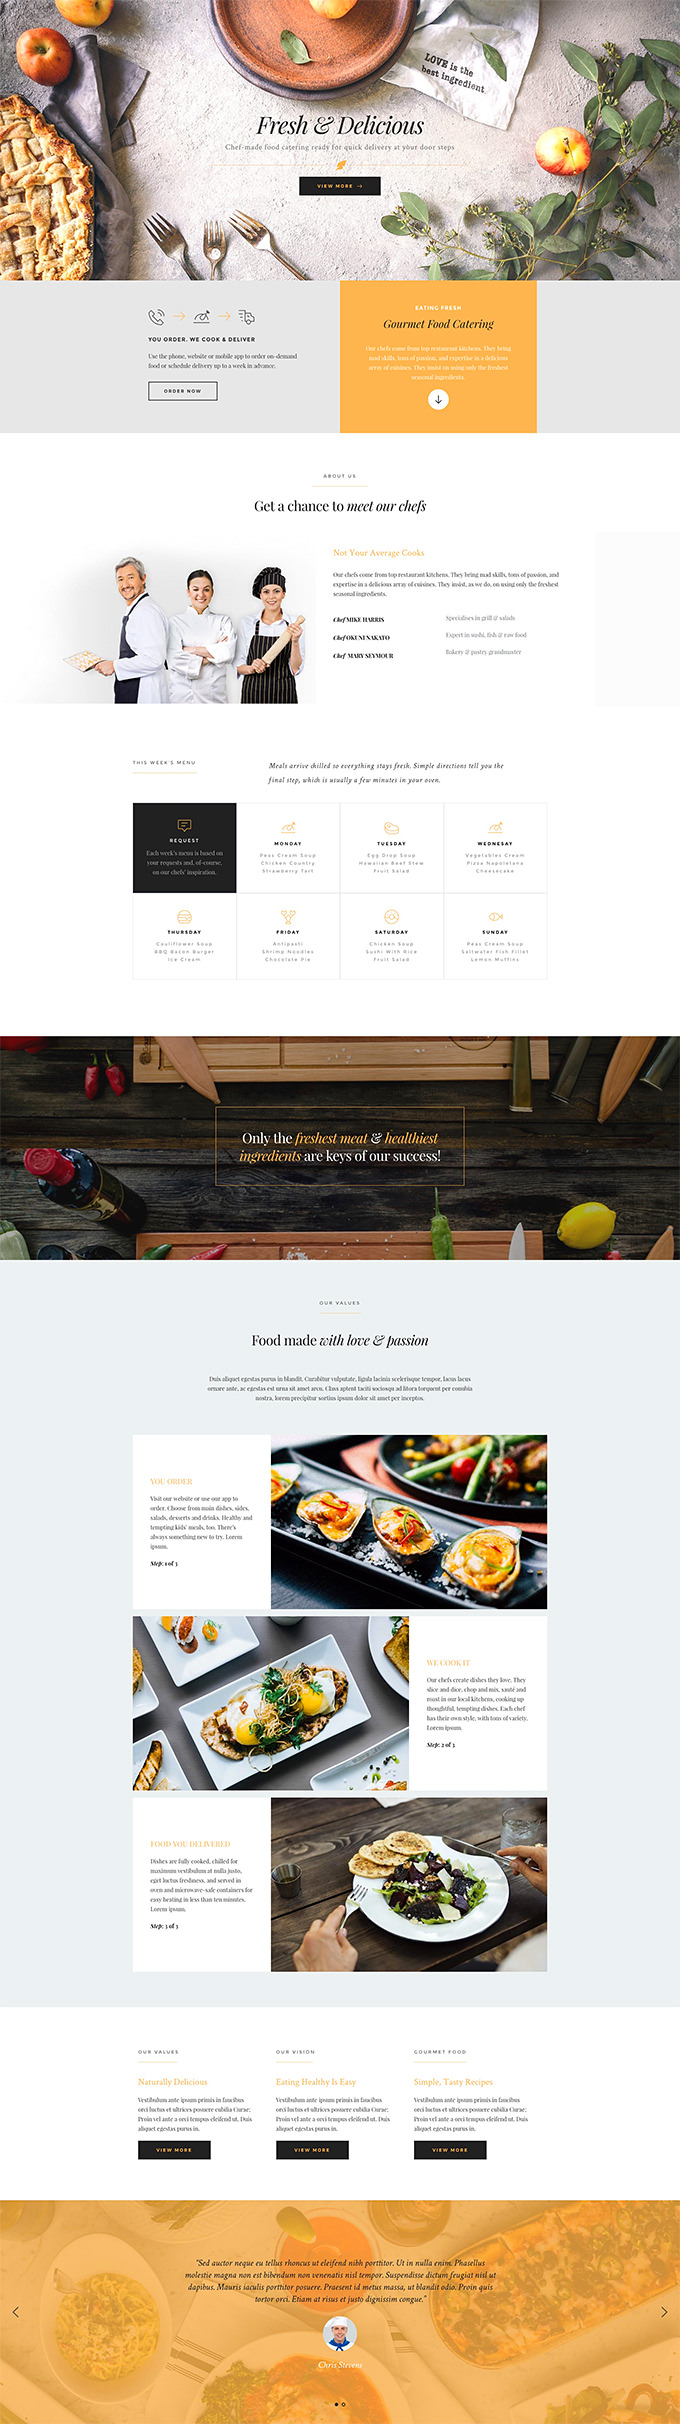 LOVE is the
best ingredient
Fresh & Delicious
Chef-made food catering ready for quick delivery at your door steps
VIEW MORE →
YOU ORDER. WE COOK & DELIVER
Use the phone, website or mobile app to order on-demand
food or schedule delivery up to a week in advance.
ORDER NOW
EATING FRESH
Gourmet Food Catering
Our chefs come from top restaurant kitchens. They bring
mad skills, tons of passion, and expertise in a delicious
array of cuisines. They insist on using only the freshest
seasonal ingredients.
ABOUT US
Get a chance to meet our chefs
Not Your Average Cooks
Our chefs come from top restaurant kitchens. They bring mad skills, tons of passion, and
expertise in a delicious array of cuisines. They insist, as we do, on using only the freshest
seasonal ingredients.
Chef MIKE HARRIS
Specialises in grill & salads
Chef OKUNI NAKATO
Expert in sushi, fish & raw food
Chef MARY SEYMOUR
Bakery & pastry grandmaster
THIS WEEK'S MENU
Meals arrive chilled so everything stays fresh. Simple directions tell you the
final step, which is usually a few minutes in your oven.
REQUEST
Each week's menu is based on
your requests and, of-course,
on our chefs' inspiration.
MONDAY
Peas Cream Soup
Chicken Country
Strawberry Tart
TUESDAY
Egg Drop Soup
Hawaiian Beef Stew
Fruit Salad
WEDNESAY
Vegetables Cream
Pizza Napoletana
Cheesecake
THURSDAY
Cauliflower Soup
BBQ Bacon Burger
Ice Cream
FRIDAY
Antipasti
Shrimp Noodles
Chocolate Pie
SATURDAY
Chicken Soup
Sushi With Rice
Fruit Salad
SUNDAY
Peas Cream Soup
Saltwater Fish Fillet
Lemon Muffins
Only the freshest meat & healthiest
ingredients are keys of our success!
OUR VALUES
Food made with love & passion
Duis aliquet egestas purus in blandit. Curabitur vulputate, ligula lacinia scelerisque tempor, lacus lacus
ornare ante, ac egestas est urna sit amet arcu. Class aptent taciti sociosqu ad litora torquent per conubia
nostra, lorem precipitur sortius ipsum dolor sit amet per inceptos.
YOU ORDER
Visit our website or use our app to
order. Choose from main dishes, sides,
salads, desserts and drinks. Healthy and
tempting kids' meals, too. There's
always something new to try. Lorem
ipsum.
Step: 1 of 3
WE COOK IT
Our chefs create dishes they love. They
slice and dice, chop and mix, sauté and
roast in our local kitchens, cooking up
thoughtful, tempting dishes. Each chef
has their own style, with tons of variety.
Lorem ipsum.
Step: 2 of 3
FOOD YOU DELIVERED
Dishes are fully cooked, chilled for
maximum vestibulum at nulla justo,
eget luctus freshness, and served in
oven and microwave-safe containers for
easy heating in less than ten minutes.
Lorem ipsum.
Step: 3 of 3
OUR VALUES
Naturally Delicious
Vestibulum ante ipsum primis in faucibus
orci luctus et ultrices posuere cubilia Curae;
Proin vel ante a orci tempus eleifend ut. Duis
aliquet egestas purus in.
VIEW MORE
OUR VISION
Eating Healthy Is Easy
Vestibulum ante ipsum primis in faucibus
orci luctus et ultrices posuere cubilia Curae;
Proin vel ante a orci tempus eleifend ut. Duis
aliquet egestas purus in.
VIEW MORE
GOURMET FOOD
Simple, Tasty Recipes
Vestibulum ante ipsum primis in faucibus
orci luctus et ultrices posuere cubilia Curae;
Proin vel ante a orci tempus eleifend ut. Duis
aliquet egestas purus in.
VIEW MORE
"Sed auctor neque eu tellus rhoncus ut eleifend nibh porttitor. Ut in nulla enim. Phasellus
molestie magna non est bibendum non venenatis nisl tempor. Suspendisse dictum feugiat nisl ut
dapibus. Mauris iaculis porttitor posuere. Praesent id metus massa, ut blandit odio. Proin quis
tortor orci. Etiam at risus et justo dignissim congue."
Chris Stevens